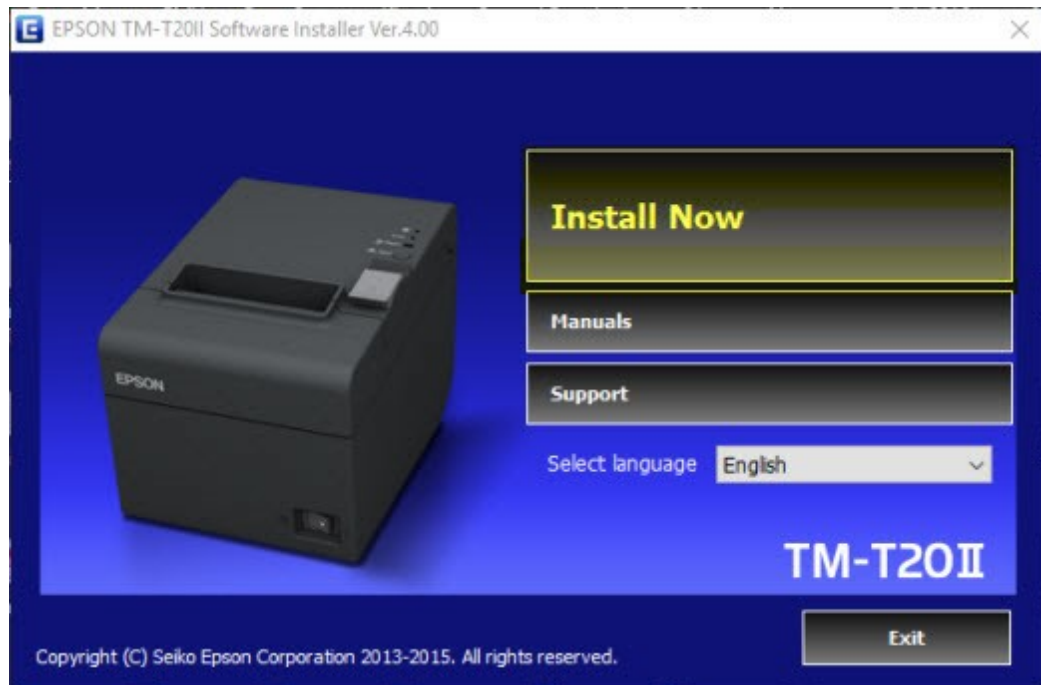 EPSON TM-T20II Software Installer Ver.4.00
Install Now
Manuals
EPSON
Support
Select language English
TM-T20II
Exit
Copyright (C) Seiko Epson Corporation 2013-2015. All rights reserved.